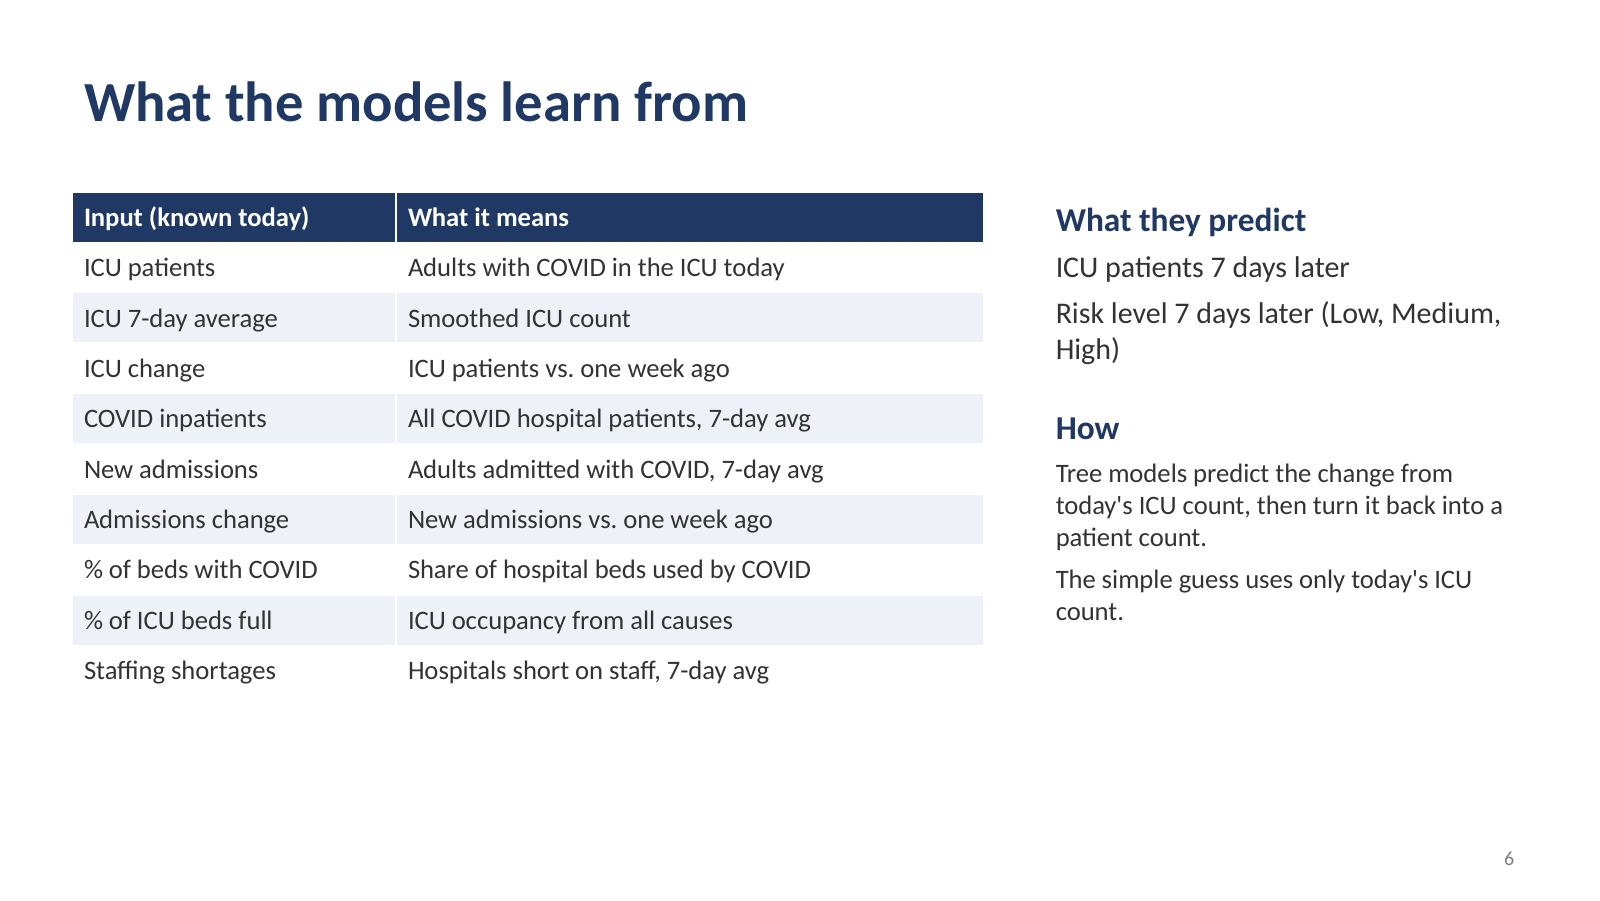 What the models learn from
Input (known today) What it means
ICU patients Adults with COVID in the ICU today
ICU 7-day average Smoothed ICU count
ICU change ICU patients vs. one week ago
COVID inpatients All COVID hospital patients, 7-day avg
New admissions Adults admitted with COVID, 7-day avg
Admissions change New admissions vs. one week ago
% of beds with COVID Share of hospital beds used by COVID
% of ICU beds full ICU occupancy from all causes
Staffing shortages Hospitals short on staff, 7-day avg
What they predict
ICU patients 7 days later
Risk level 7 days later (Low, Medium,
High)
How
Tree models predict the change from
today's ICU count, then turn it back into a
patient count.
The simple guess uses only today's ICU
count.
6